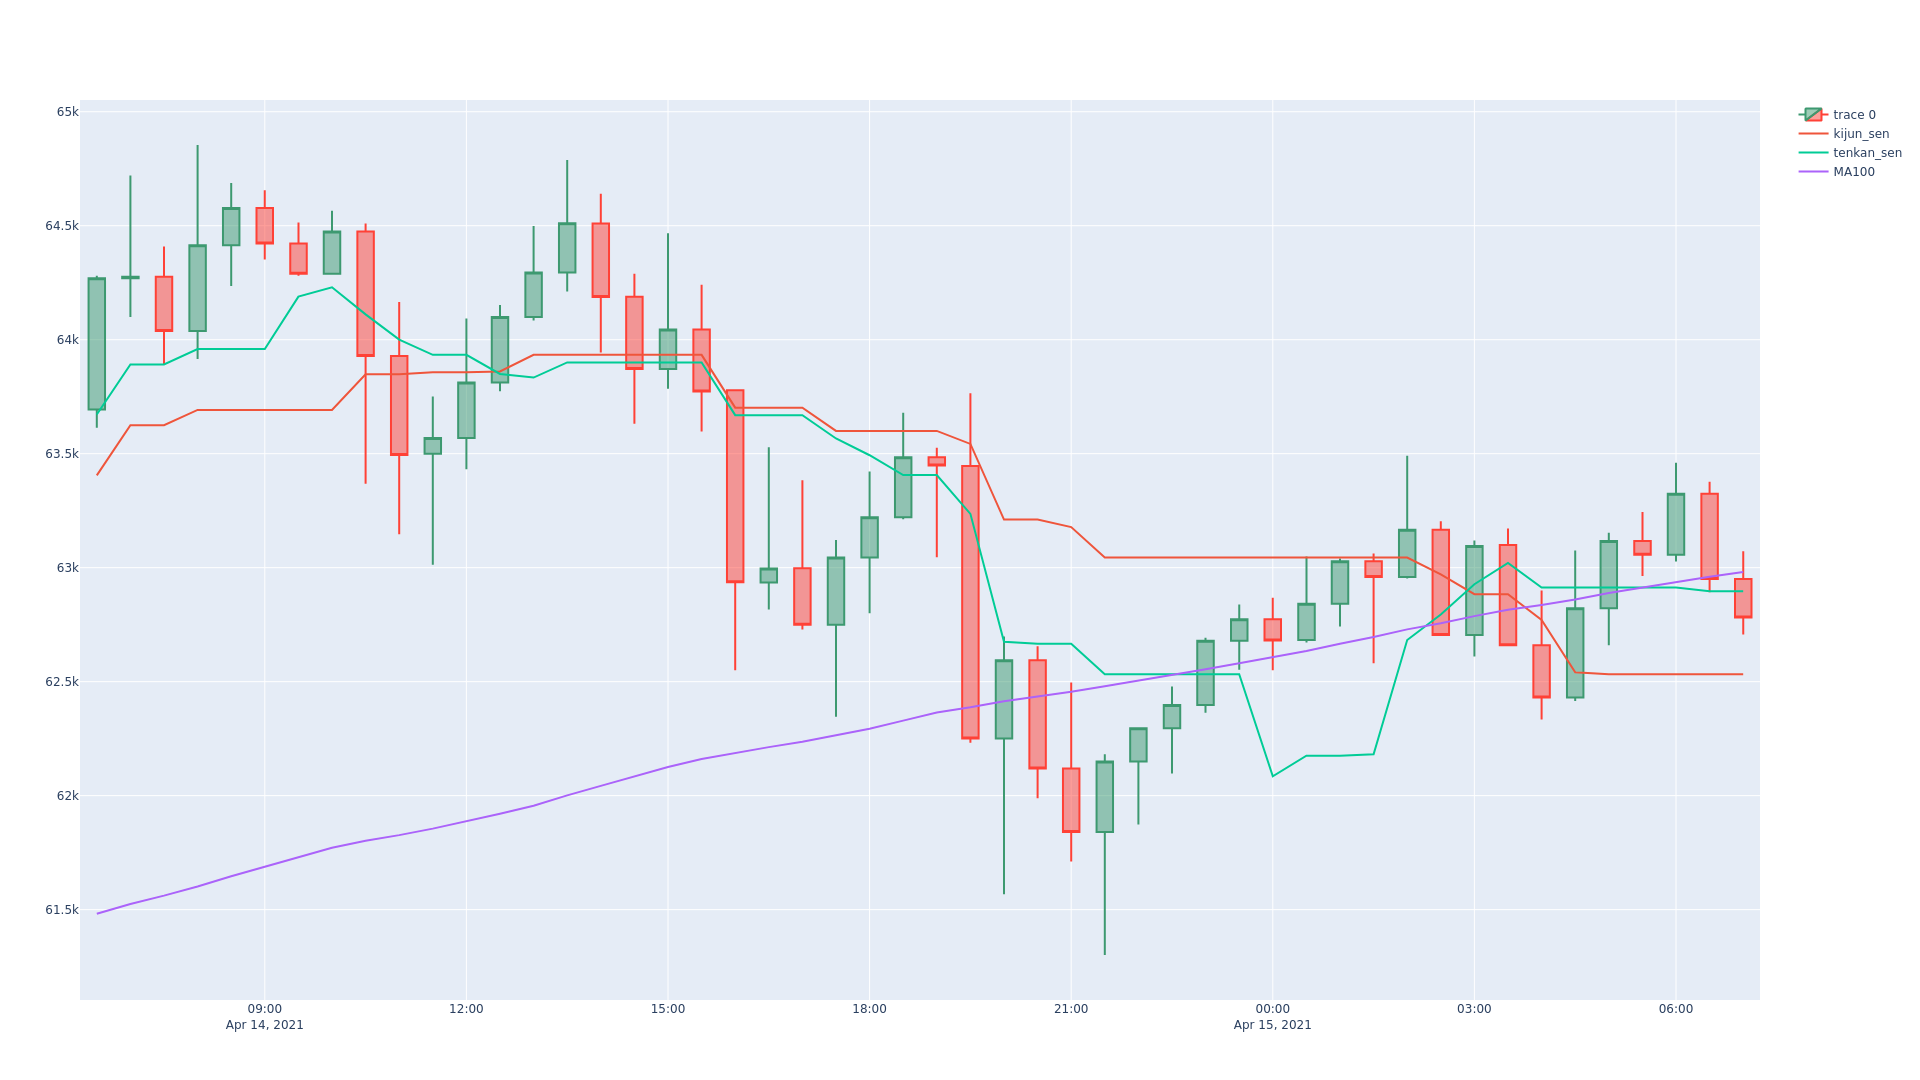 65k
64.5k
64k
63.5k
63k
62.5k
62k
61.5k
09:00
Apr 14, 2021
12:00
15:00
18:00
21:00
00:00
Apr 15, 2021
03:00
06:00
trace 0
kijun_sen
tenkan_sen
MA100